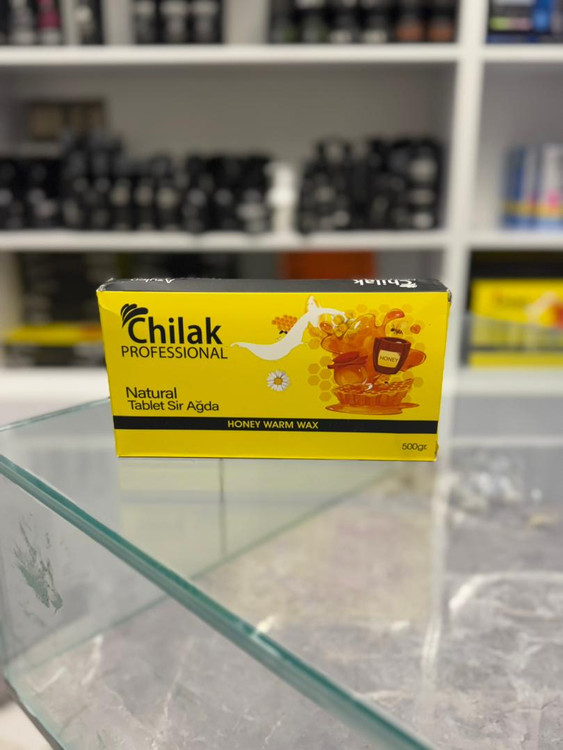 Chilak
Chilak
PROFESSIONAL
HONEY
Natural
Tablet Sir Ağda
HONEY WARM WAX
500gr.